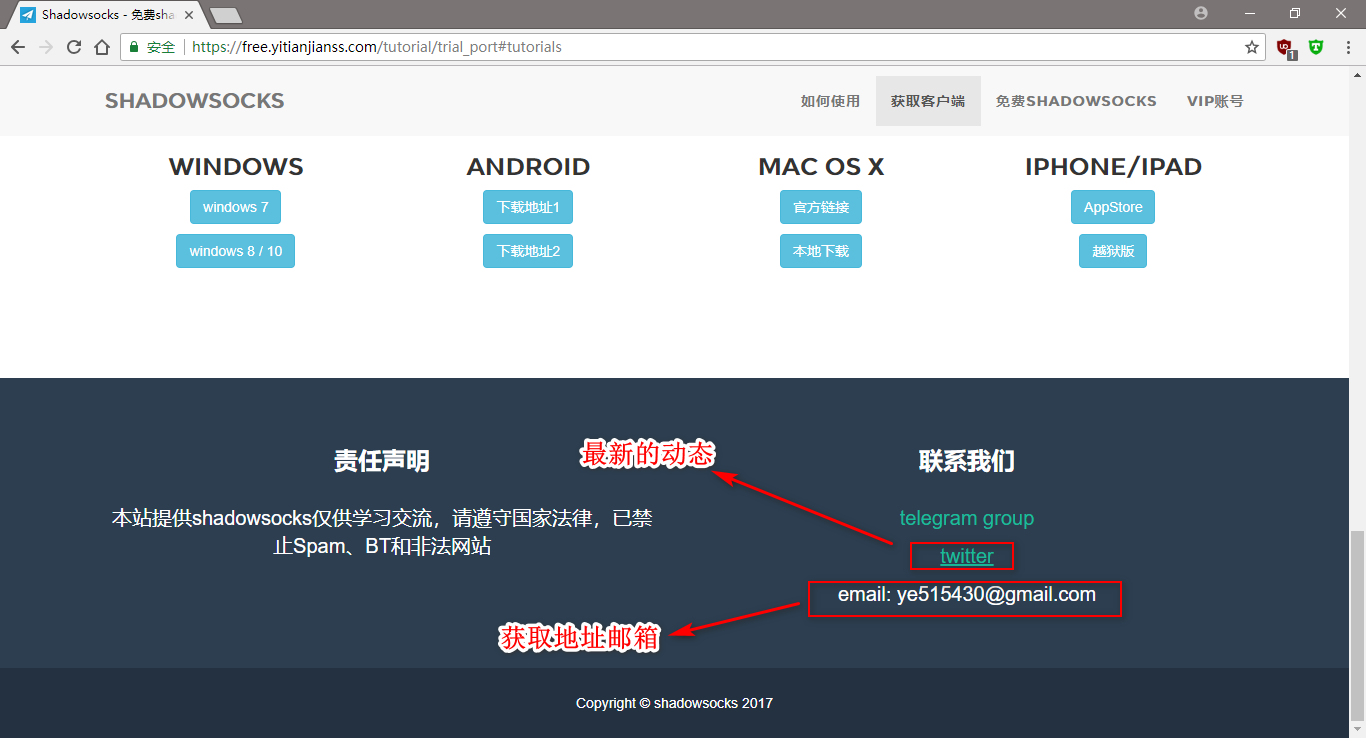 Shadowsocks - 免费sha
安全
https://free.yitianjianss.com/tutorial/trial_port#tutorials
1
SHADOWSOCKS
如何使用
获取客户端
免费SHADOWSOCKS
VIP账号
WINDOWS
ANDROID
MAC OS X
IPHONE/IPAD
windows 7
下载地址1
官方链接
AppStore
windows 8 / 10
下载地址2
本地下载
越狱版
责任声明
最新的动态
联系我们
本站提供shadowsocks仅供学习交流，请遵守国家法律，已禁
止Spam、BT和非法网站
telegram group
twitter
email: ye515430@gmail.com
获取地址邮箱
Copyright © shadowsocks 2017